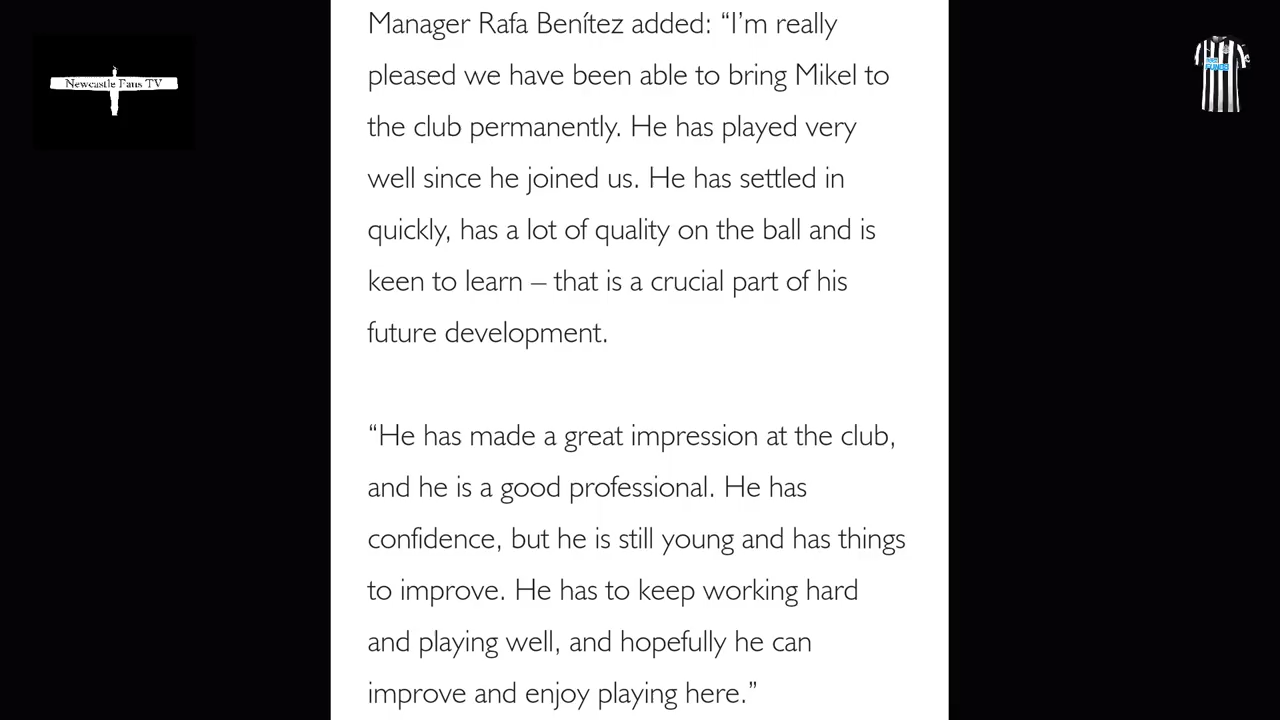 Newcastle Fans TV
Manager Rafa Benítez added: “I’m really
pleased we have been able to bring Mikel to
the club permanently. He has played very
well since he joined us. He has settled in
quickly, has a lot of quality on the ball and is
keen to learn – that is a crucial part of his
future development.
“He has made a great impression at the club,
and he is a good professional. He has
confidence, but he is still young and has things
to improve. He has to keep working hard
and playing well, and hopefully he can
improve and enjoy playing here.”